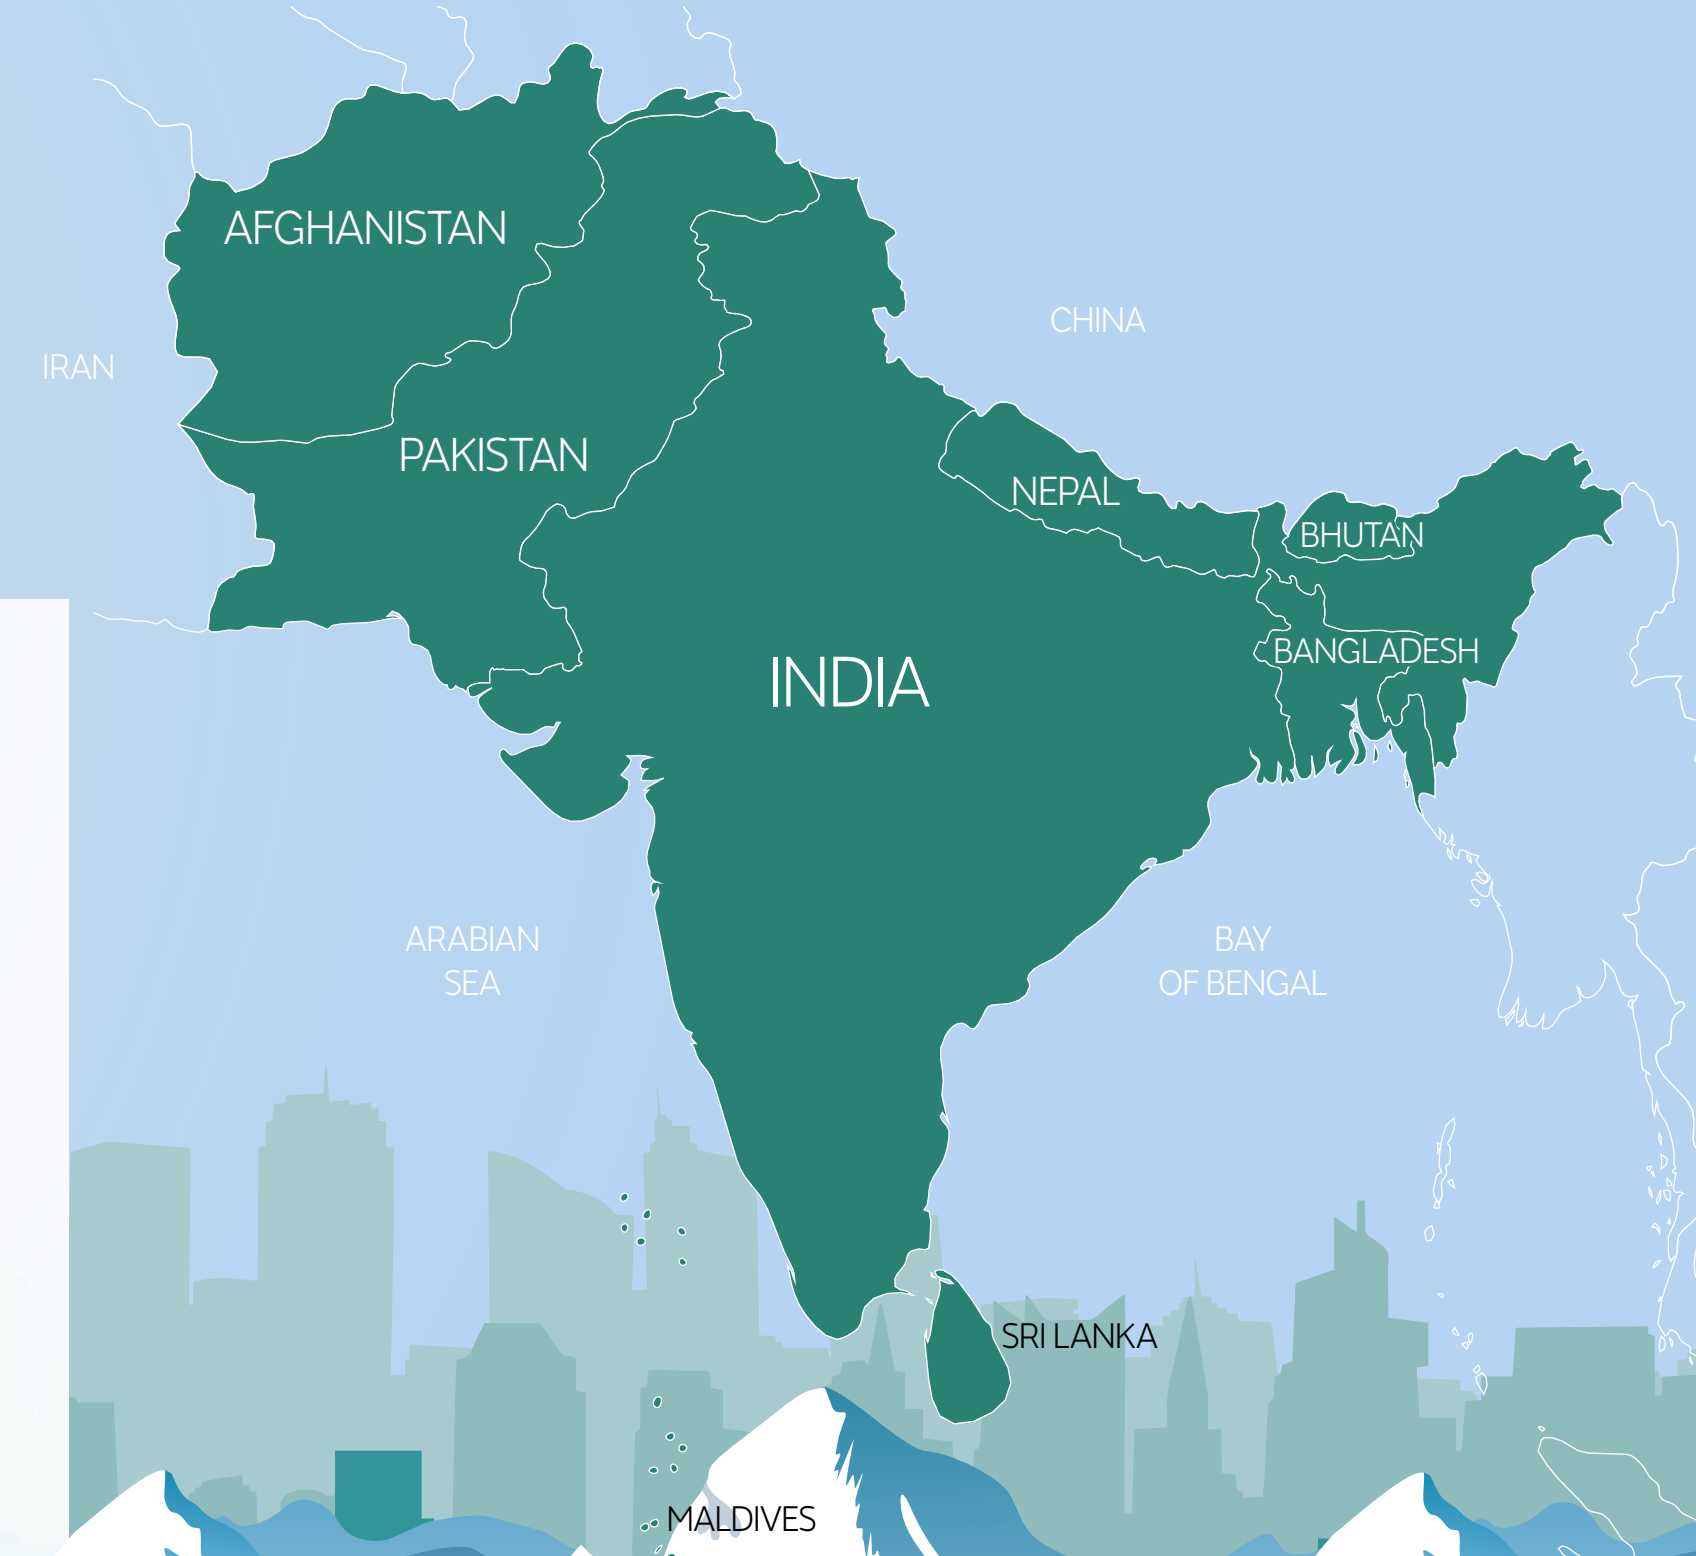 AFGHANISTAN
CHINA
IRAN
PAKISTAN
NEPAL
BHUTAN
BANGLADESH
INDIA
ARABIAN
SEA
BAY
OF BENGAL
SRI LANKA
MALDIVES